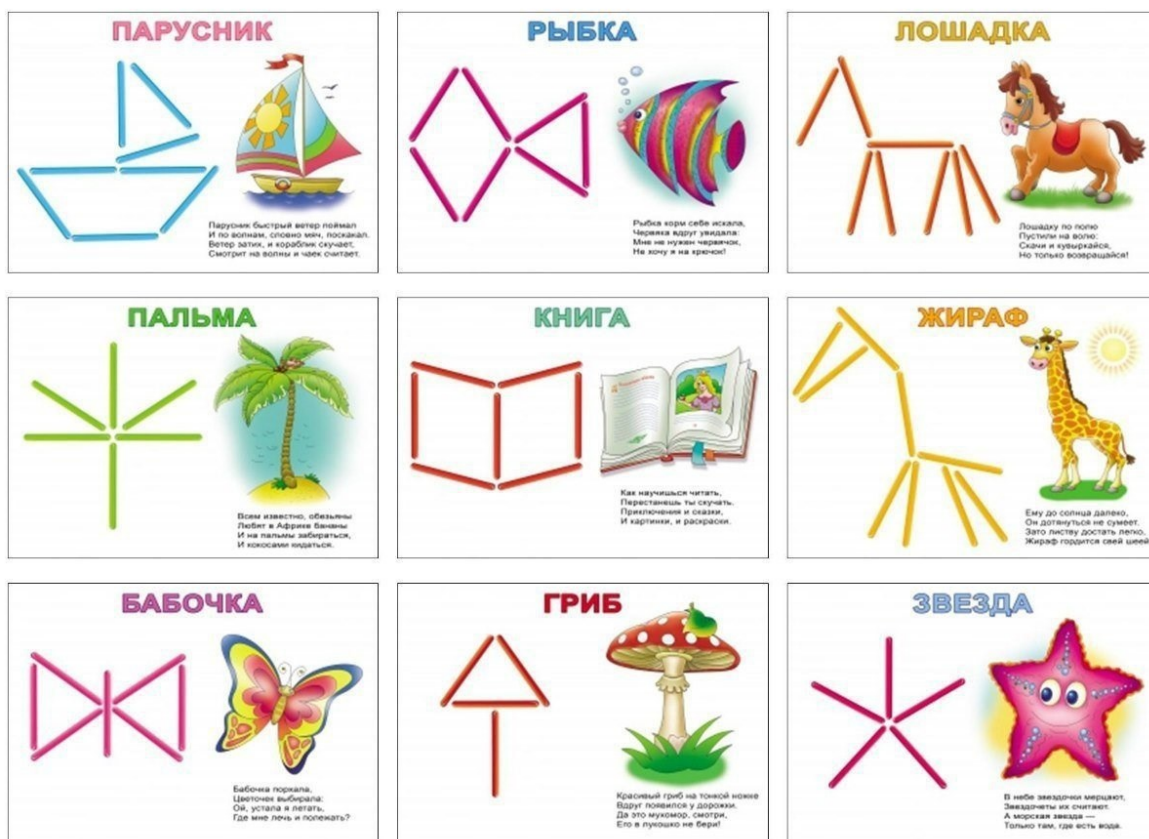 ПАРУСНИК
Парусник быстрый ветер поймал
И по волнам, словно мяч, поскакал.
Ветер затих, и кораблик скучает,
Смотрит на волны и чаек считает.
РЫБКА
Рыбка корм себе искала,
Червяка вдруг увидала:
Мне не нужен червячок,
Не хочу я на крючок!
ЛОШАДКА
Лошадку по полю
Пустили на волю:
Скачи и кувыркайся,
Но только возвращайся!
ПАЛЬМА
Всем известно, обезьяны
Любят в Африке бананы
И на пальмы забираться,
И кокосами кидаться.
КНИГА
Как научишься читать,
Перестанешь ты скучать.
Приключения и сказки,
И картинки, и раскраски.
ЖИРАФ
Ему до солнца далеко,
Он дотянуться не сумеет.
Зато листву достать легко,
Жираф гордится свей шеей
БАБОЧКА
Бабочка порхала,
Цветочек выбирала:
Ой, устала я летать,
Где мне лечь и полежать?
ГРИБ
Красивый гриб на тонкой ножке
Вдруг появился у дорожки.
Да это мухомор, смотри,
Его в лукошко не бери!
ЗВЕЗДА
В небе звездочки мерцают,
Звездочеты их считают.
А морская звезда —
Только там, где есть вода.